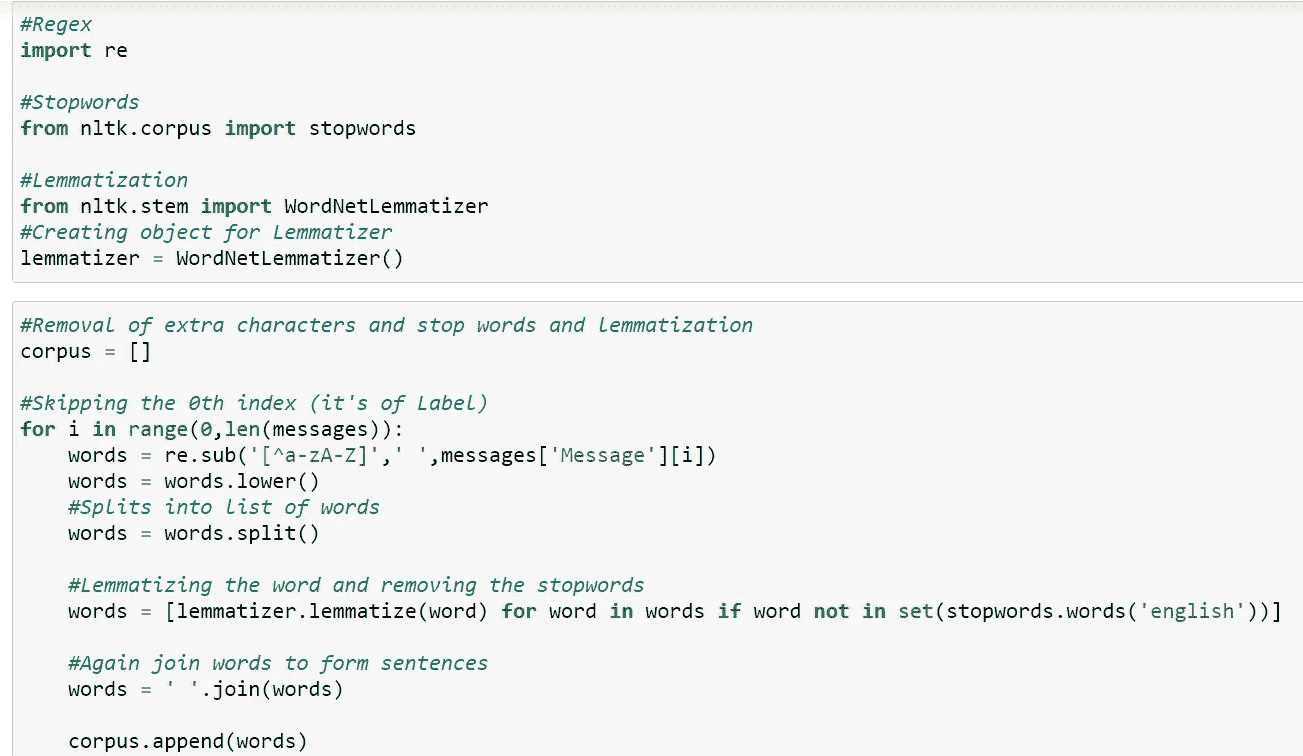 #Regex
import re
#Stopwords
from nltk.corpus import stopwords
#Lemmatization
from nltk.stem import WordNetLemmatizer
#Creating object for Lemmatizer
lemmatizer = WordNetLemmatizer()
#Removal of extra characters and stop words and lemmatization
corpus = []
#Skipping the 0th index (it's of Label)
for i in range(0,len(messages)):
    words = re.sub('[^a-zA-Z]',' ',messages['Message'][i])
    words = words.lower()
    #Splits into list of words
    words = words.split()
    #Lemmatizing the word and removing the stopwords
    words = [lemmatizer.lemmatize(word) for word in words if word not in set(stopwords.words('english'))]
    #Again join words to form sentences
    words = ' '.join(words)
    corpus.append(words)